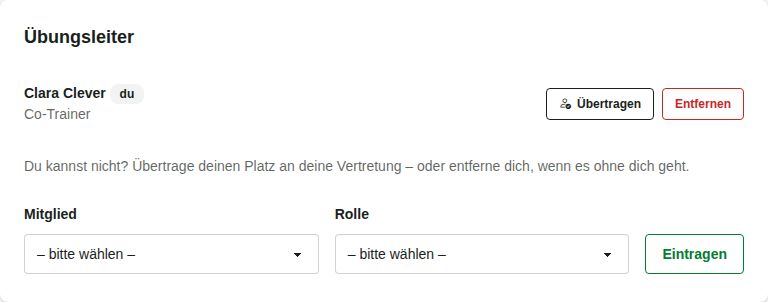 Übungsleiter
Clara Clever du
Co-Trainer
Übertragen
Entfernen
Du kannst nicht? Übertrage deinen Platz an deine Vertretung – oder entferne dich, wenn es ohne dich geht.
Mitglied
Rolle
– bitte wählen –
– bitte wählen –
Eintragen